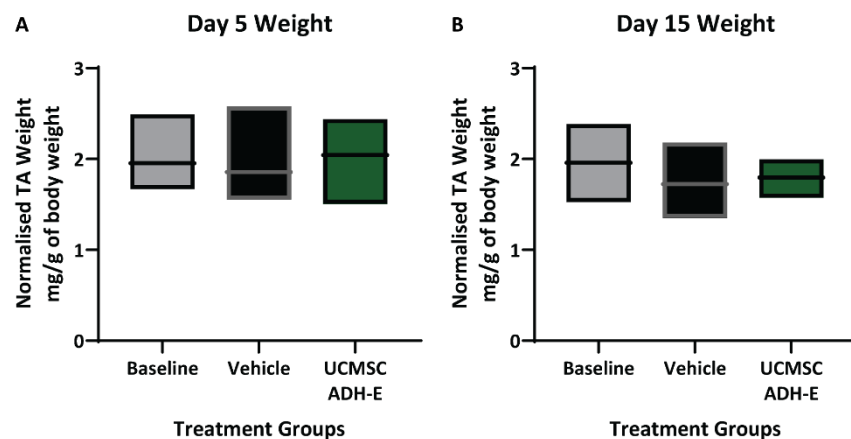 A
Day 5 Weight
Normalised TA Weight
mg/g of body weight
3
2
1
0
Baseline
Vehicle
UCMSC
ADH-E
Treatment Groups
B
Day 15 Weight
Normalised TA Weight
mg/g of body weight
3
2
1
0
Baseline
Vehicle
UCMSC
ADH-E
Treatment Groups